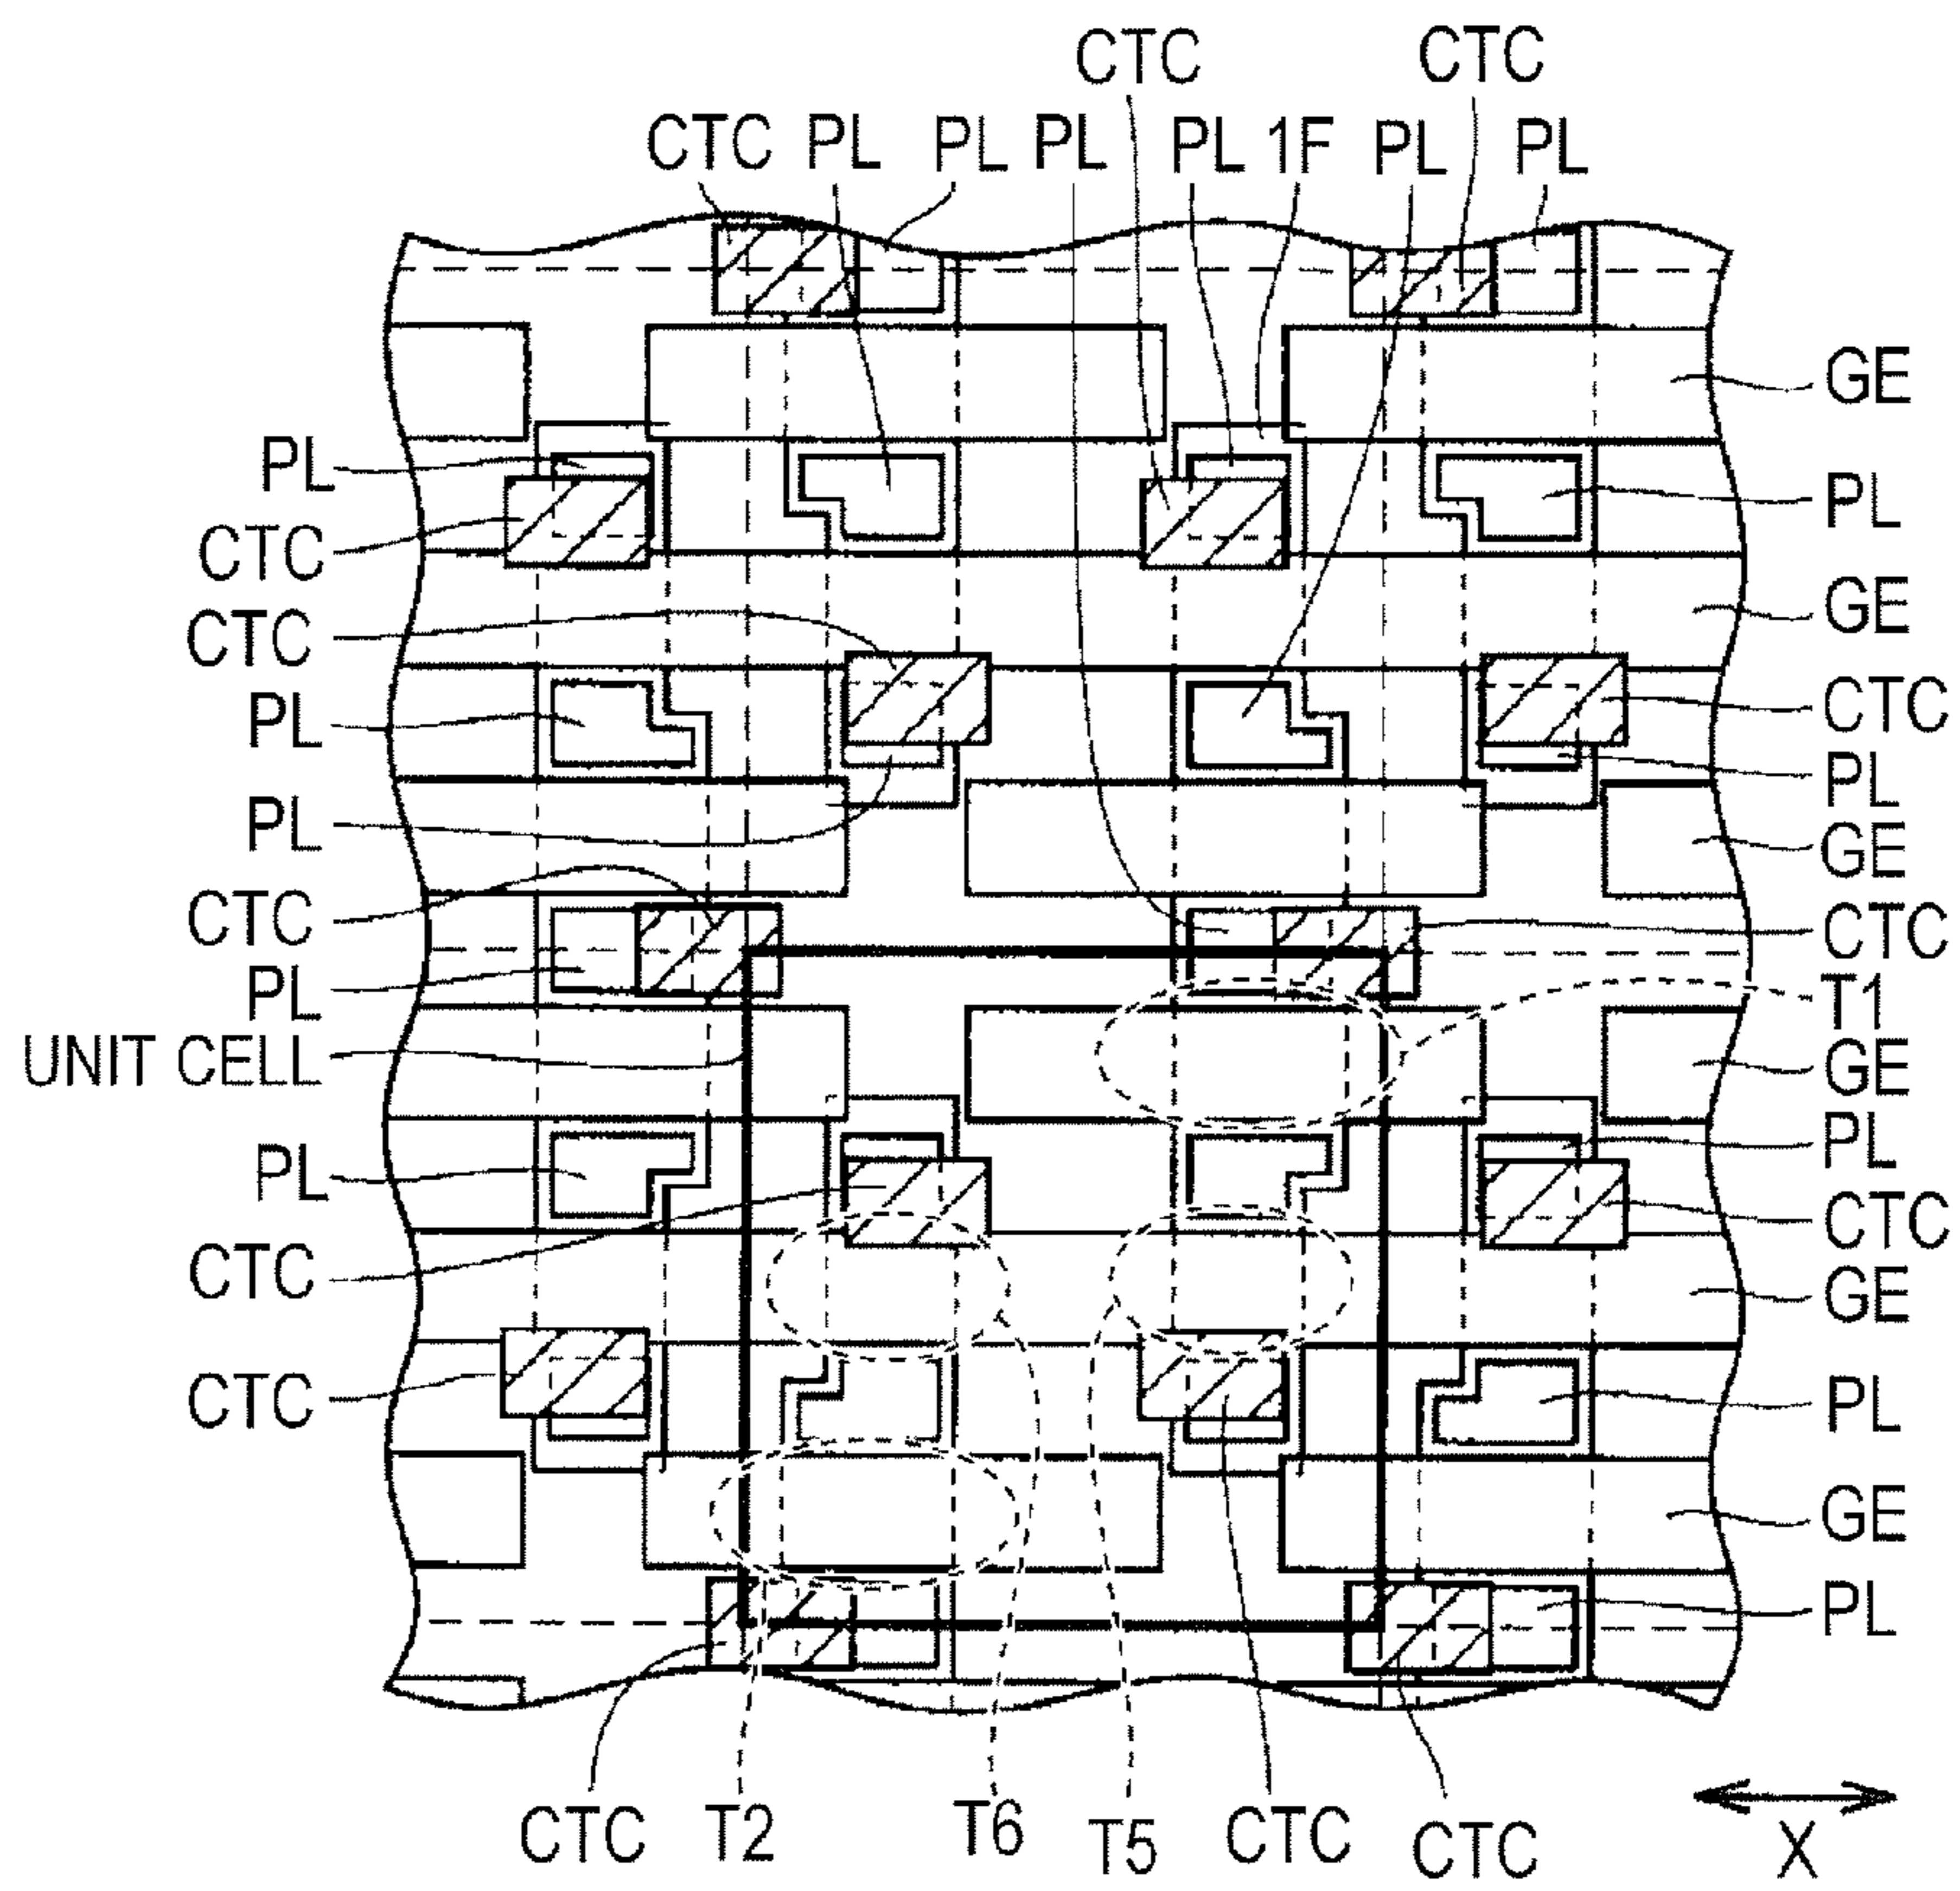 CTC CTC
CTC PL PL PL PL 1F PL PL
GE
PL PL
CTC
GE
CTC
PL CTC
PL
PL GE
CTC CTC
PL T1
UNIT CELL GE
PL PL
CTC
CTC GE
CTC PL
GE
PL
CTC T2 T6 T5 CTC CTC X